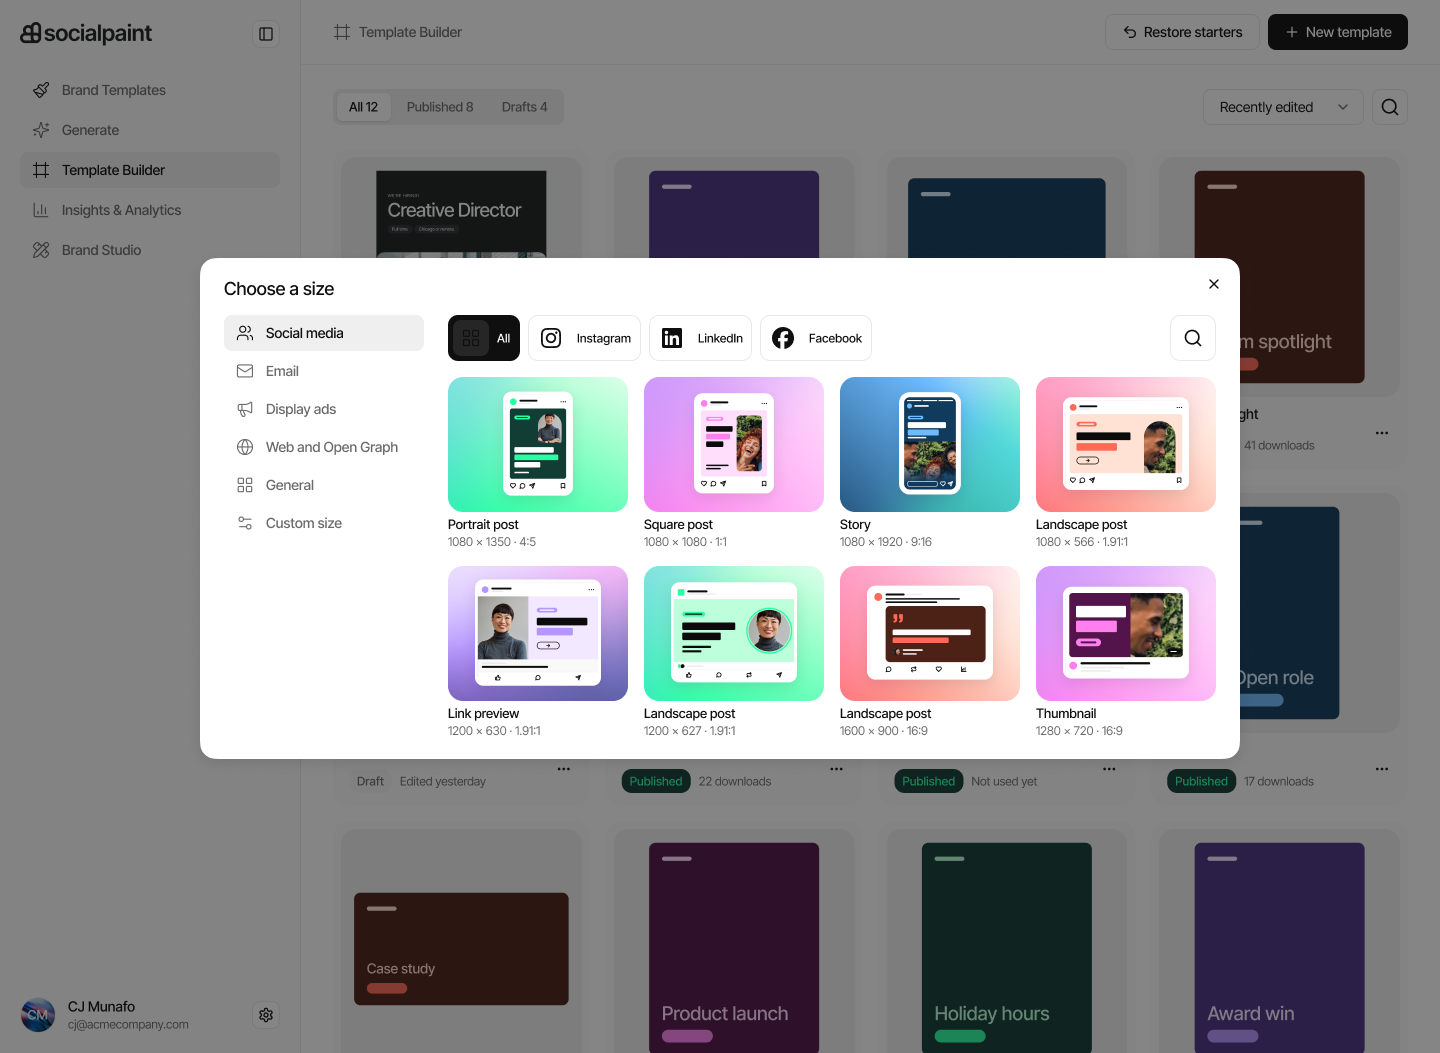 socialpaint
Brand Templates
Generate
Template Builder
Insights & Analytics
Brand Studio
CJ Munafo
cj@acmecompany.com
CM
Template Builder
Restore starters
New template
All 12
Published 8
Drafts 4
Recently edited
Creative Director
Full time
m spotlight
ght
41 downloads
Open role
Choose a size
Social media
Email
Display ads
Web and Open Graph
General
Custom size
All
Instagram
LinkedIn
Facebook
Portrait post
1080 × 1350 · 4:5
Square post
1080 × 1080 · 1:1
Story
1080 × 1920 · 9:16
Landscape post
1080 × 566 · 1.91:1
Link preview
1200 × 630 · 1.91:1
Landscape post
1200 × 627 · 1.91:1
Landscape post
1600 × 900 · 16:9
Thumbnail
1280 × 720 · 16:9
Draft
Edited yesterday
Published
22 downloads
Published
Not used yet
Published
17 downloads
Case study
Product launch
Holiday hours
Award win